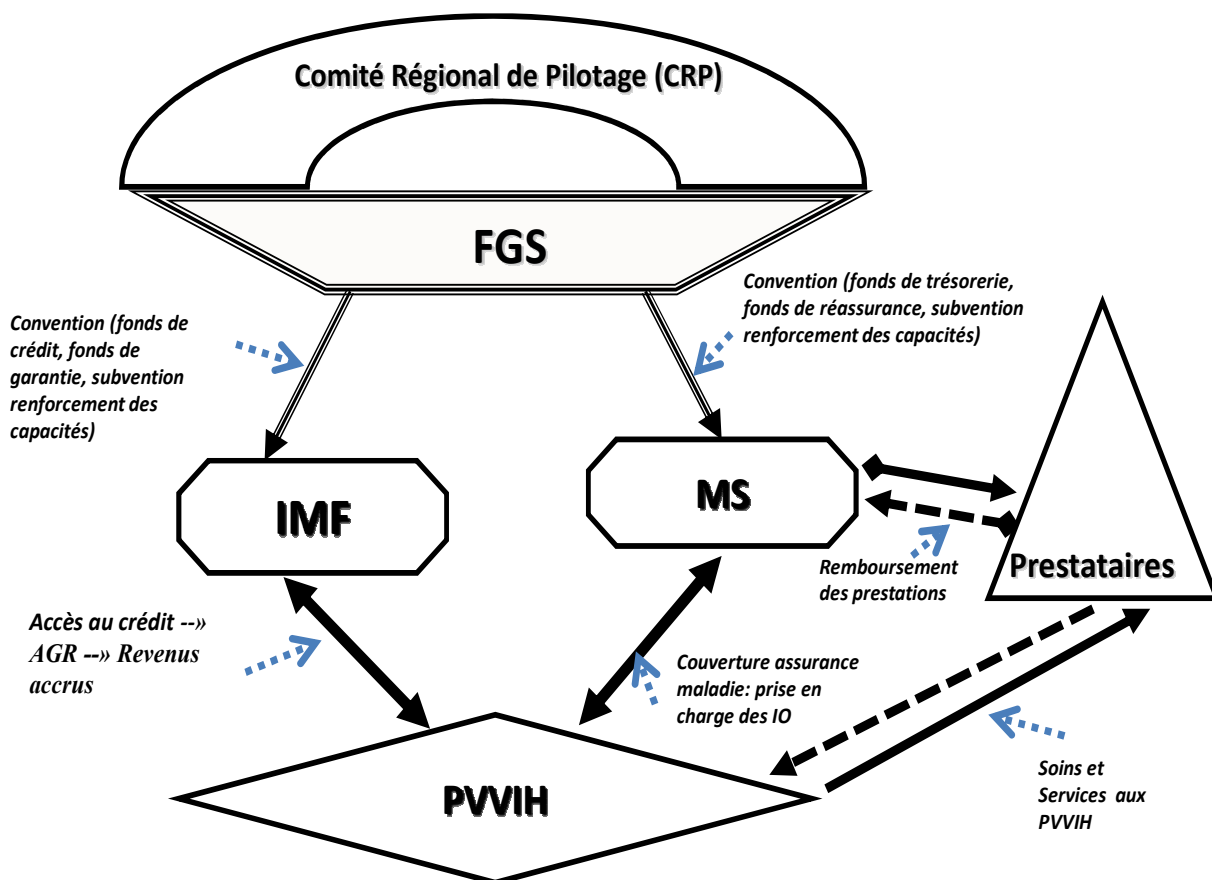 Comité Régional de Pilotage (CRP)
FGS
Convention (fonds de trésorerie,
fonds de réassurance, subvention
renforcement des capacités)
Convention (fonds de
crédit, fonds de
garantie, subvention
renforcement des
capacités)
IMF
MS
Prestataires
Remboursement
des prestations
Accès au crédit --»
AGR --» Revenus
accrus
Couverture assurance
maladie: prise en
charge des IO
PVVIH
Soins et
Services aux
PVVIH